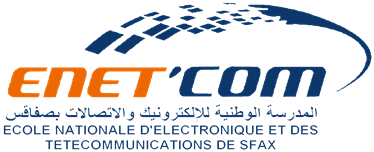 ENET'COM
المدرسة الوطنية للالكترونيك والاتصالات بصفاقس
ECOLE NATIONALE D'ELECTRONIQUE ET DES
TETECOMMUNICATIONS DE SFAX